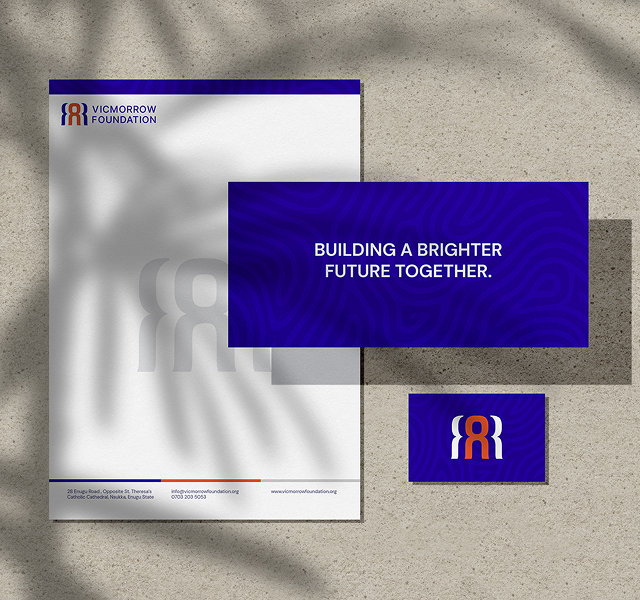 VICMORROW
FOUNDATION
BUILDING A BRIGHTER
FUTURE TOGETHER.
28 Enugu Road , Opposite St. Theresa's
Catholic Cathedral, Nsukka, Enugu State
info@vicmorrowfoundation.org
0703 203 5053
www.vicmorrowfoundation.org